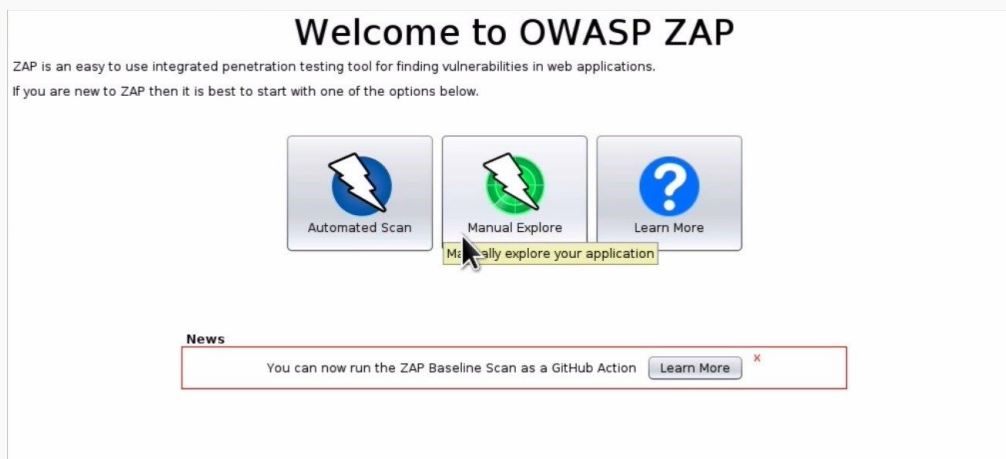 Welcome to OWASP ZAP
ZAP is an easy to use integrated penetration testing tool for finding vulnerabilities in web applications.
If you are new to ZAP then it is best to start with one of the options below.
Automated Scan
Manual Explore
Learn More
ally explore your application
News
You can now run the ZAP Baseline Scan as a GitHub Action
Learn More
x